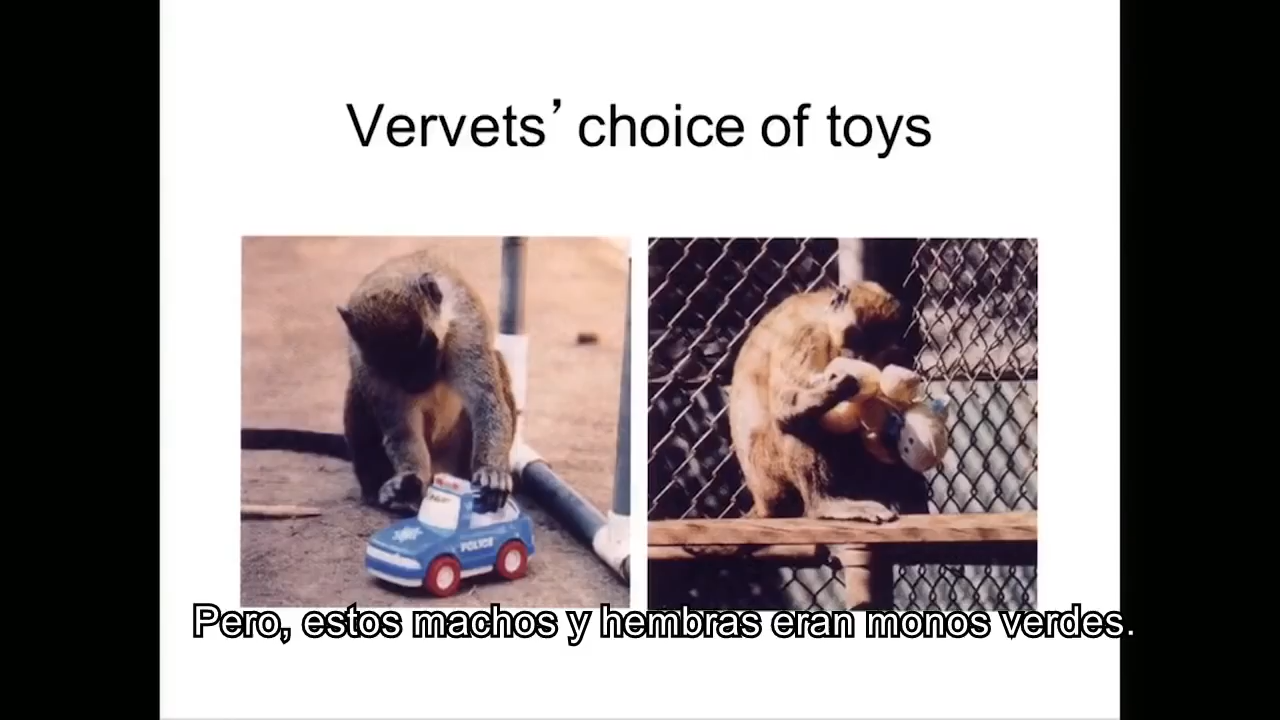 Vervets’ choice of toys
POLICE
Pero, estos machos y hembras eran monos verdes.